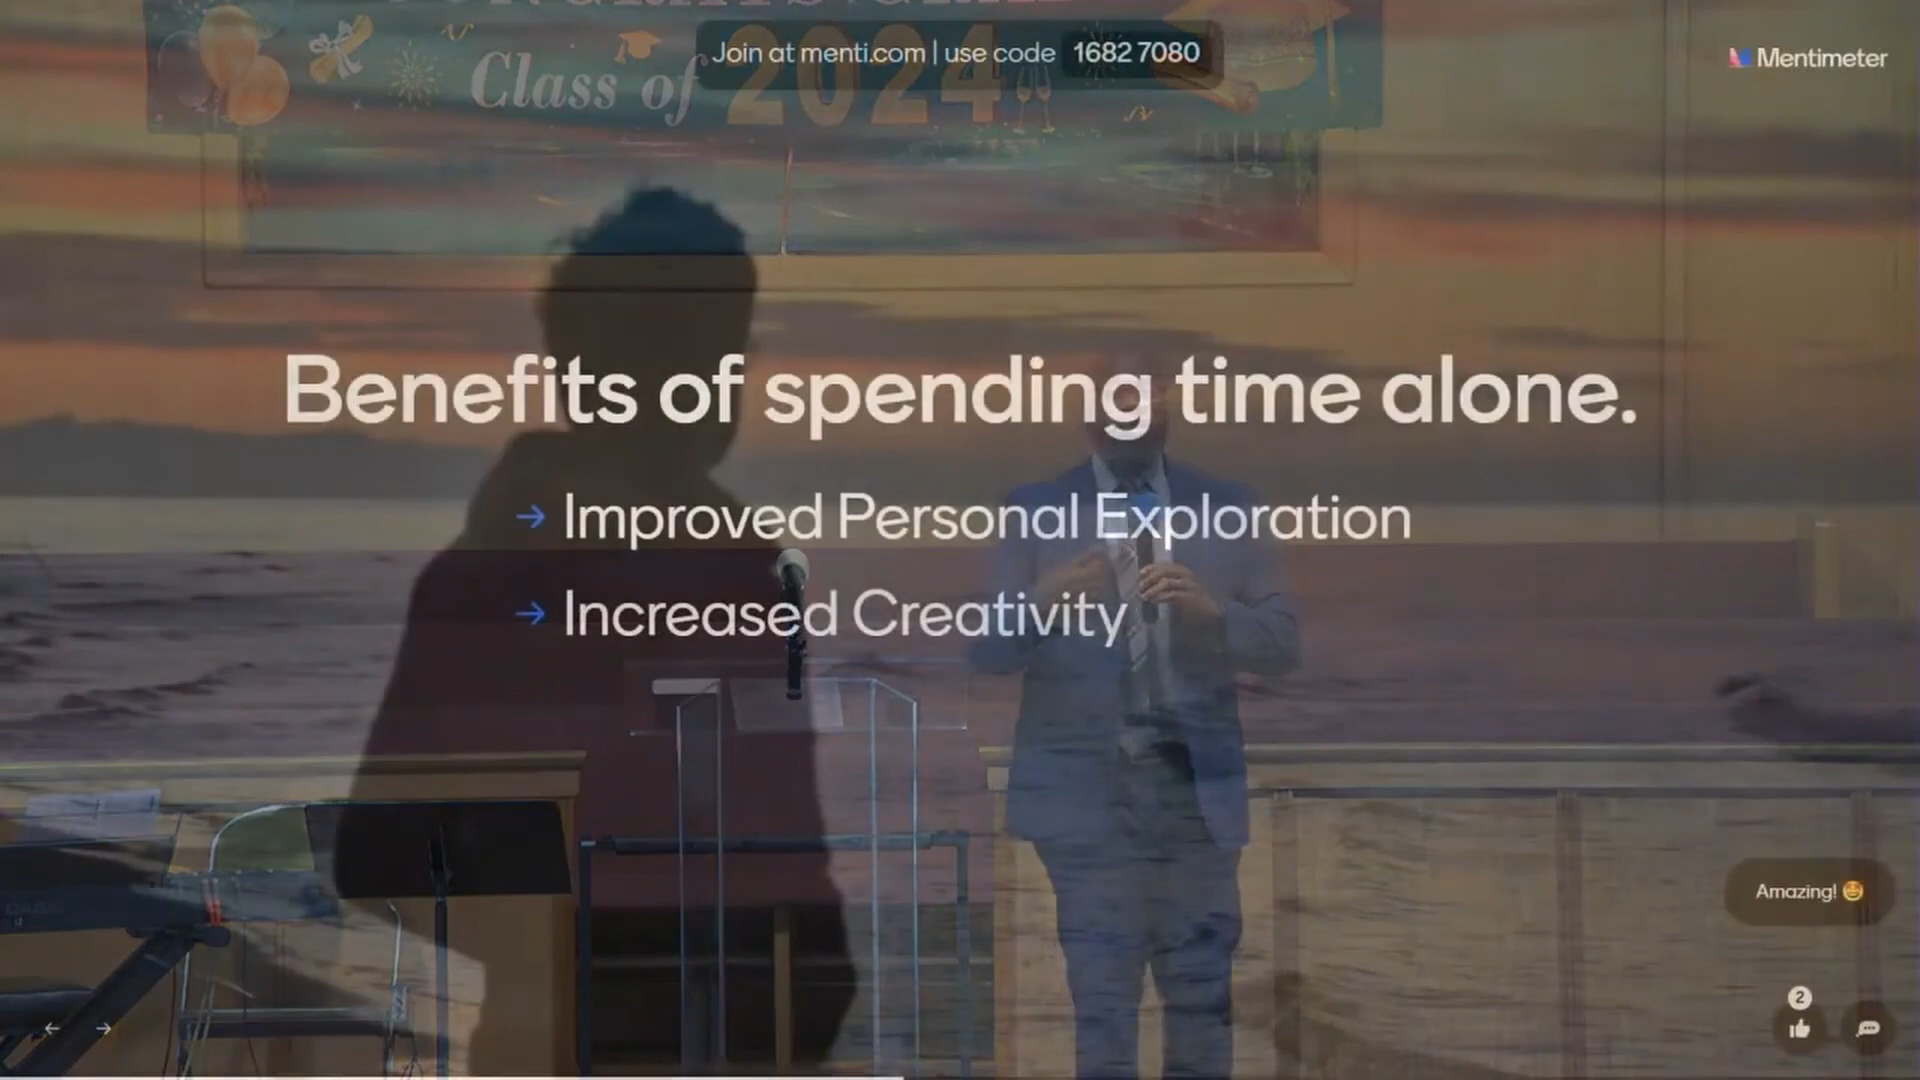 Class of 2024
Join at menti.com | use code 1682 7080
Mentimeter
Benefits of spending time alone.
→ Improved Personal Exploration
→ Increased Creativity
Amazing! 🤩
2